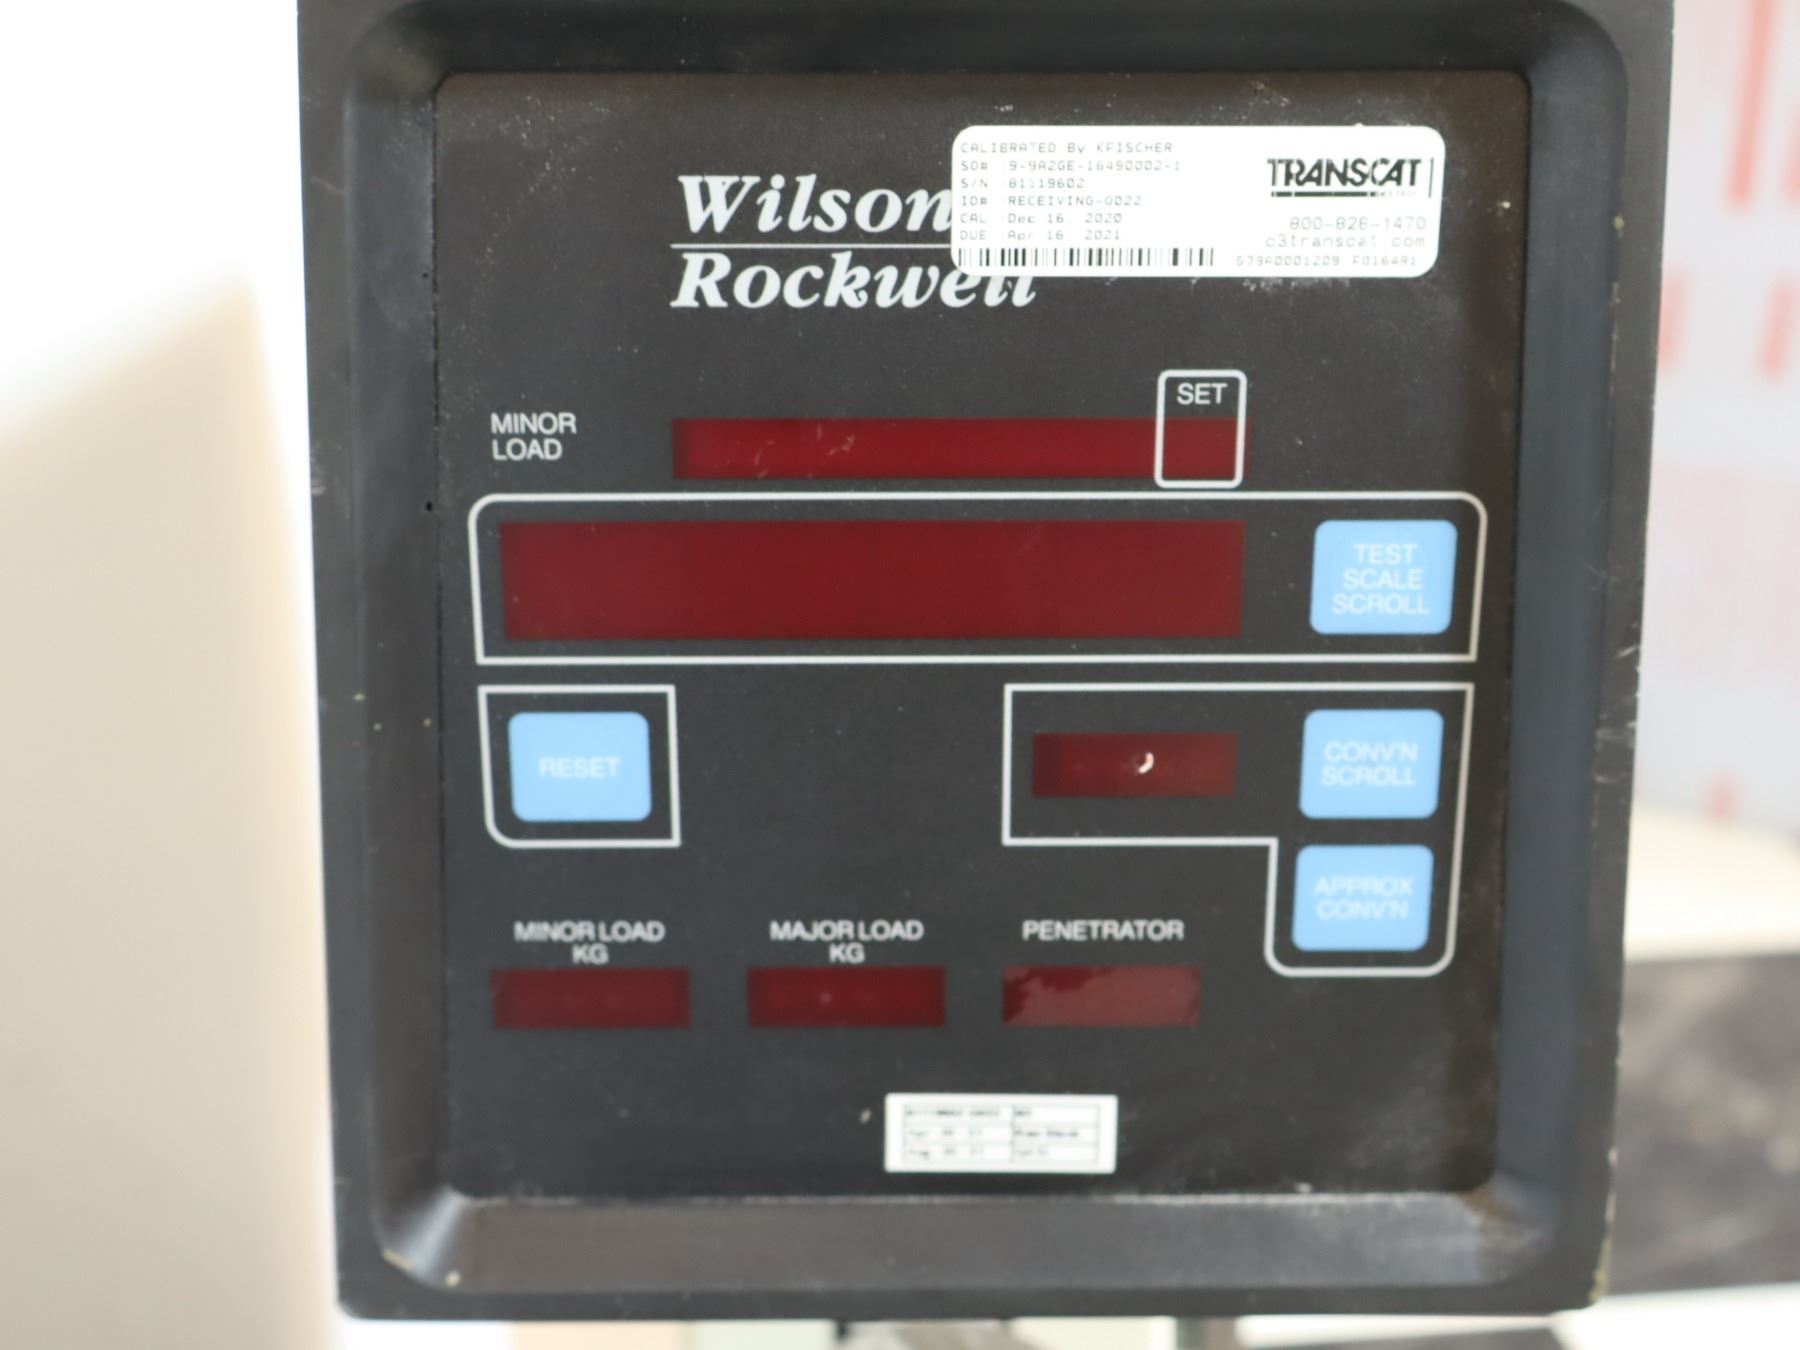 CALIBRATED By KFISCHER
SO# :9-9A2GE-16490002-1
S/N :81119602
ID# :RECEIVING-0022
CAL :Dec 16, 2020
DUE :Apr 16, 2021
TRANSCAT
800-828-1470
c3transcat.com
579A0001209 F0164R1
Wilson
Rockwell
SET
MINOR
LOAD
TEST
SCALE
SCROLL
RESET
CONV'N
SCROLL
APPROX
CONV'N
MINOR LOAD
KG
MAJOR LOAD
KG
PENETRATOR